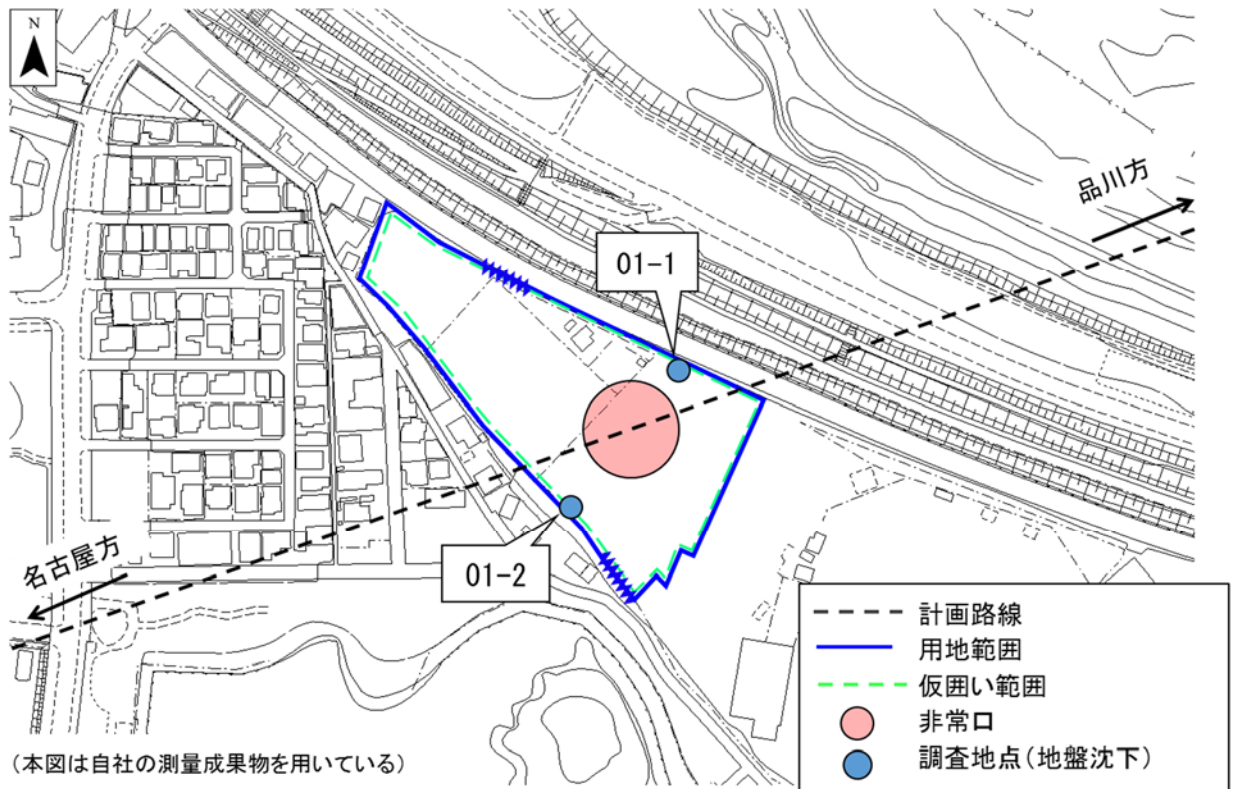 N
品川方
01-1
名古屋方
01-2
計画路線
用地範囲
仮囲い範囲
非常口
調査地点(地盤沈下)
(本図は自社の測量成果物を用いている)